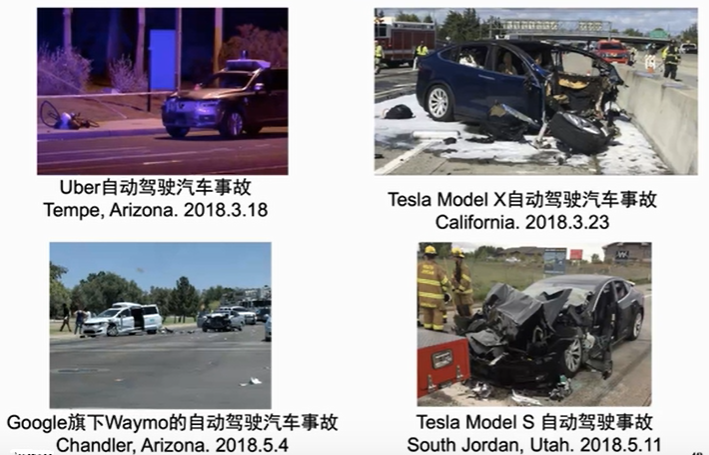 Uber自动驾驶汽车事故
Tempe, Arizona. 2018.3.18
Tesla Model X自动驾驶汽车事故
California. 2018.3.23
Google旗下Waymo的自动驾驶汽车事故
Chandler, Arizona. 2018.5.4
Tesla Model S 自动驾驶事故
South Jordan, Utah. 2018.5.11